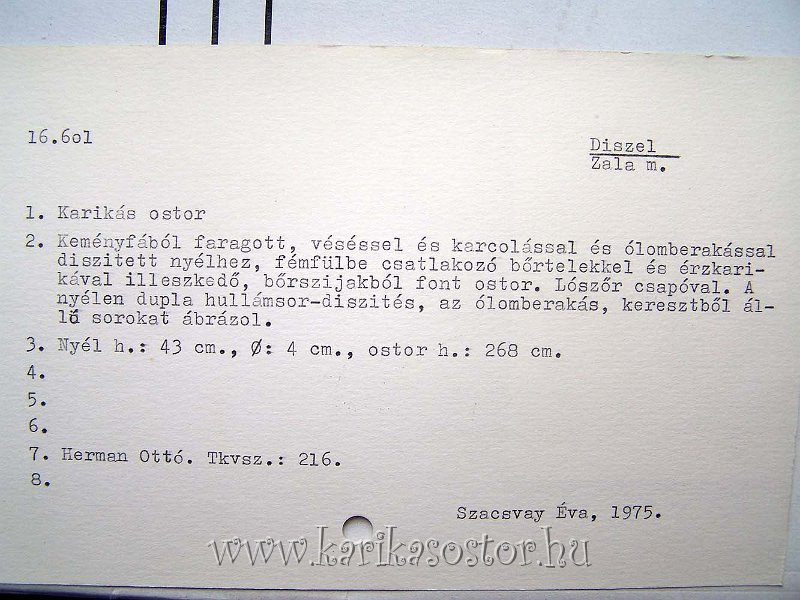 16.6ol
Diszel
Zala m.
1. Karikás ostor
2. Keményfából faragott, véséssel és karcolással és ólomberakással
diszitett nyélhez, fémfülbe csatlakozó bőrtelekkel és érzkari-
kával illeszkedő, bőrszijakból font ostor. Lószőr csapóval. A
nyélen dupla hullámsor-diszités, az ólomberakás, keresztből ál-
ló sorokat ábrázol.
3. Nyél h.: 43 cm., Ø: 4 cm., ostor h.: 268 cm.
4.
5.
6.
7. Herman Ottó. Tkvsz.: 216.
8.
Szacsvay Éva, 1975.
www.karikasostor.hu